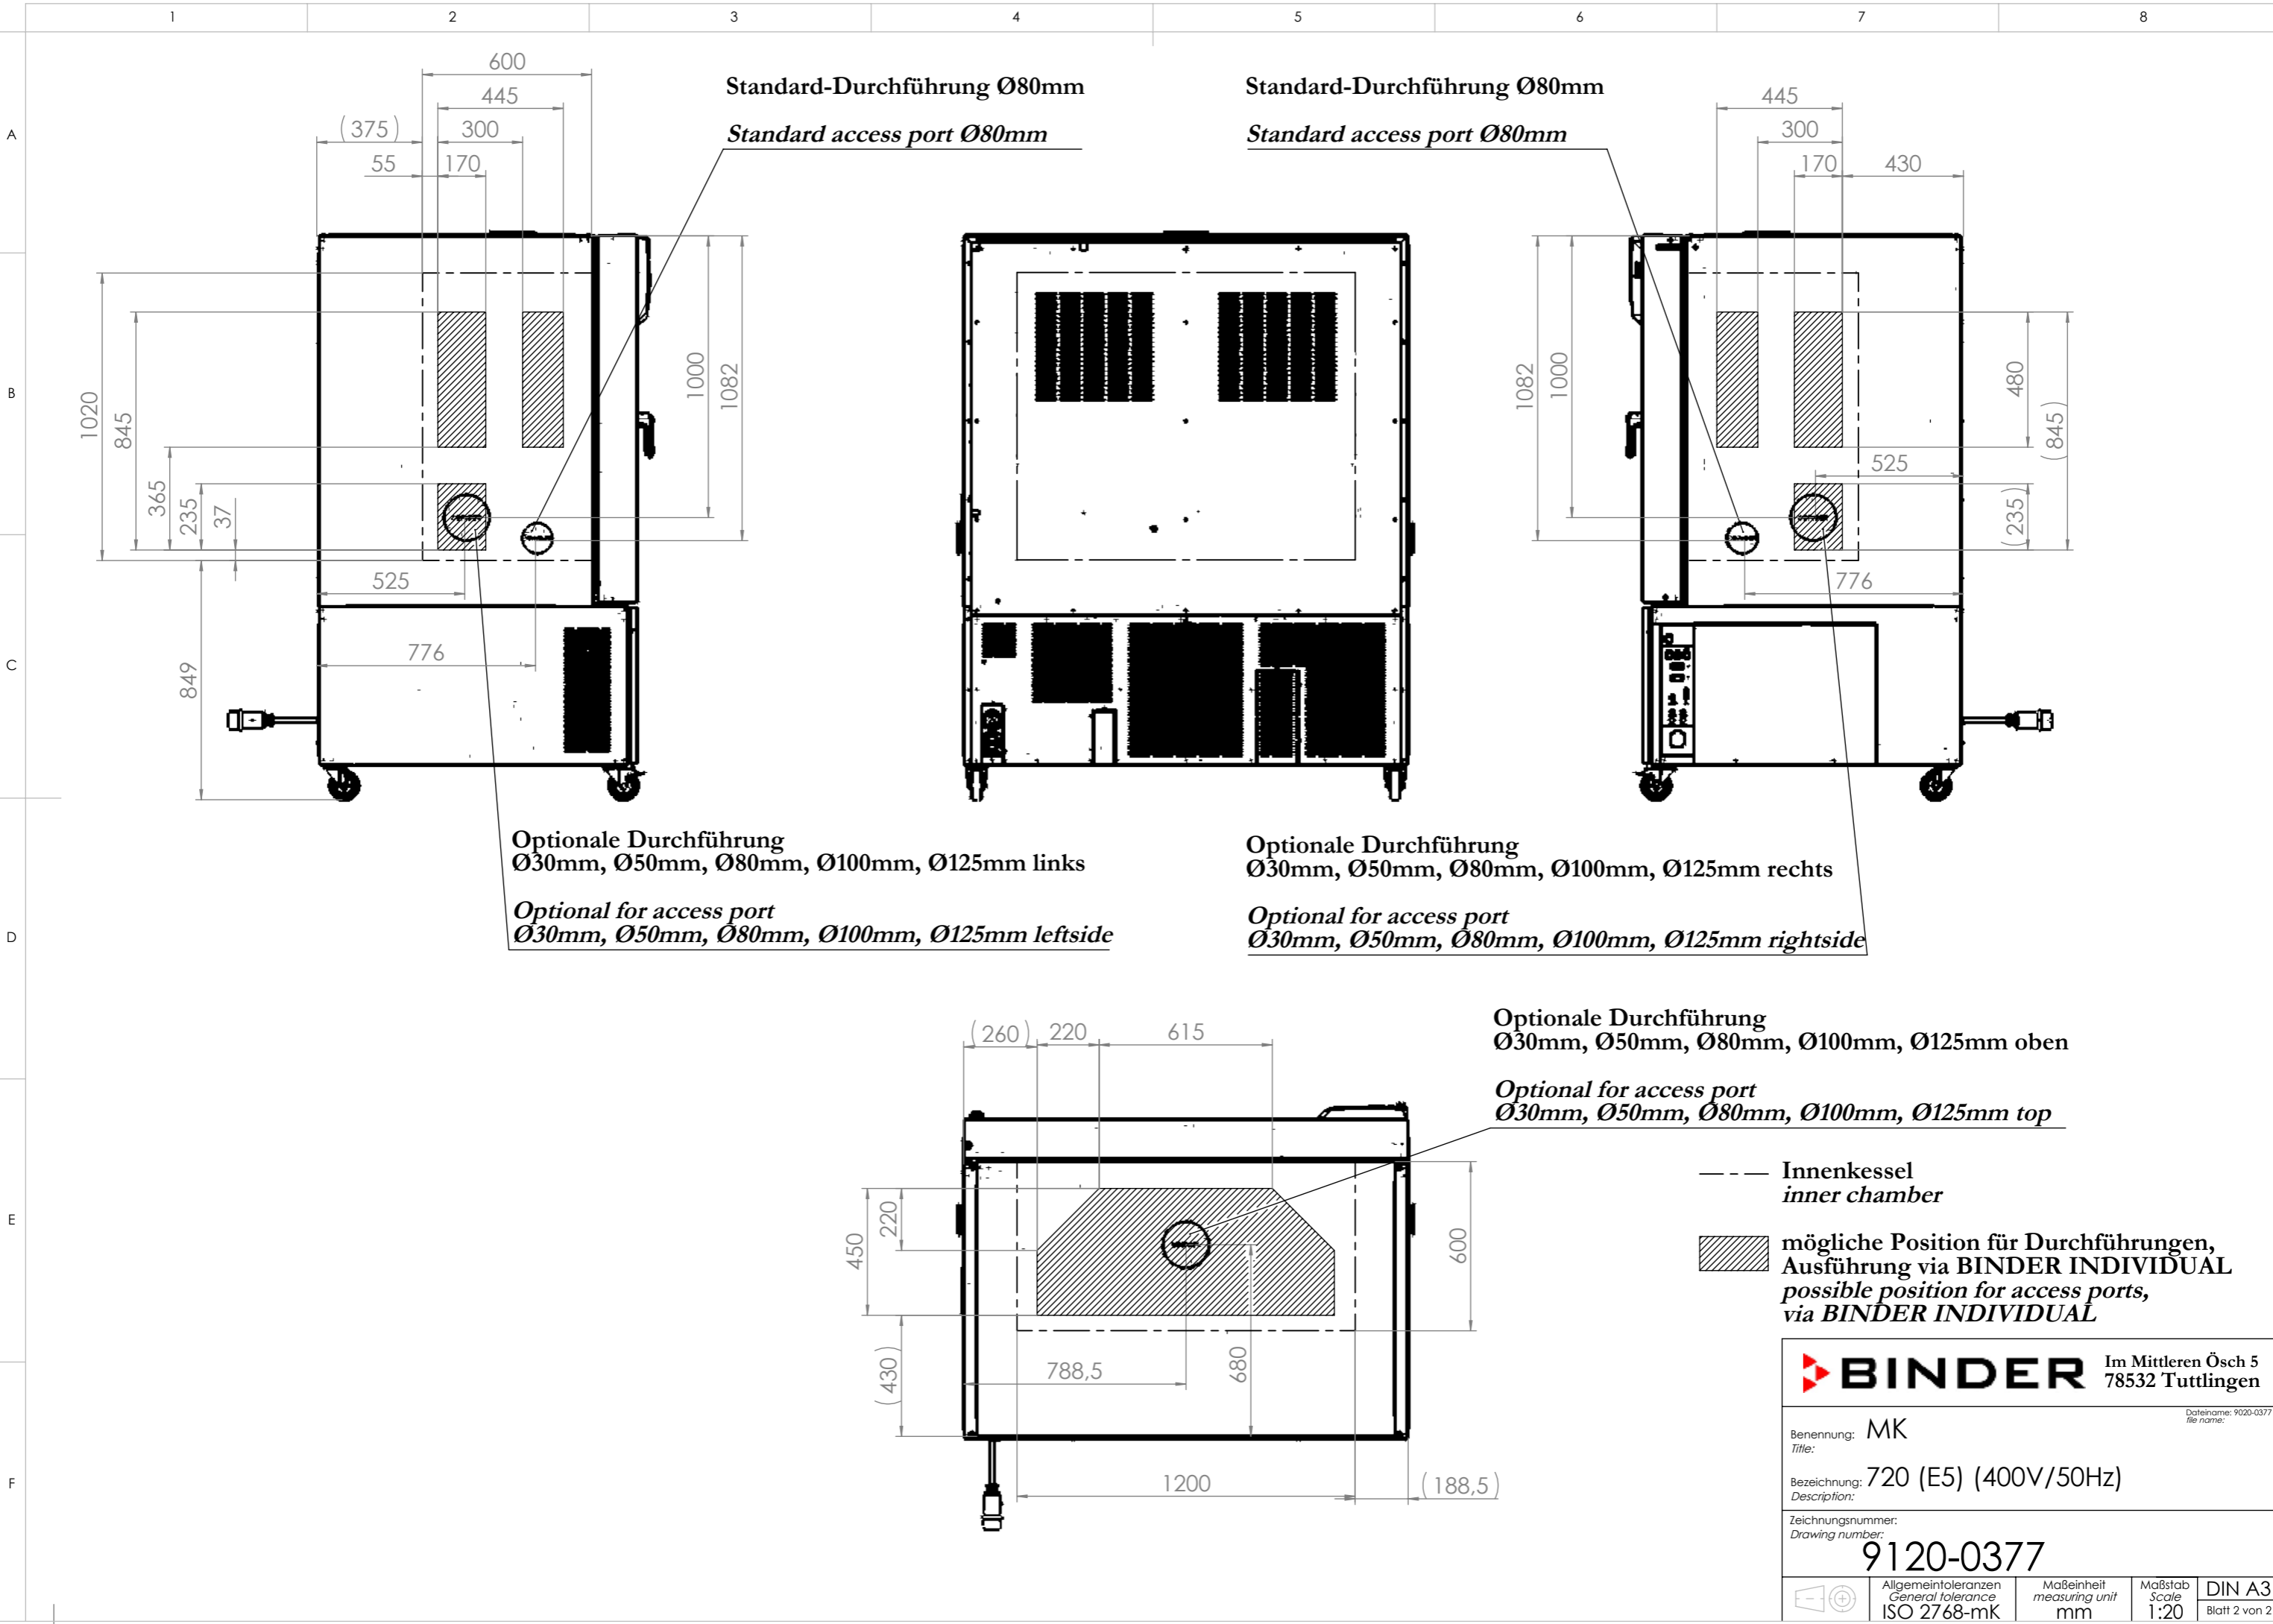 1 2 3 4 5 6 7 8
A
B
C
D
E
F
600
445
(375) 300
55 170
Standard-Durchführung Ø80mm
Standard access port Ø80mm
1020
845
365
235
37
849
525
776
1000
1082
Standard-Durchführung Ø80mm
Standard access port Ø80mm
445
300
170 430
1082
1000
480
(845)
525
(235)
776
Optionale Durchführung
Ø30mm, Ø50mm, Ø80mm, Ø100mm, Ø125mm links
Optional for access port
Ø30mm, Ø50mm, Ø80mm, Ø100mm, Ø125mm leftside
Optionale Durchführung
Ø30mm, Ø50mm, Ø80mm, Ø100mm, Ø125mm rechts
Optional for access port
Ø30mm, Ø50mm, Ø80mm, Ø100mm, Ø125mm rightside
(260) 220 615
450
220
(430)
788,5
680
600
1200
(188,5)
Optionale Durchführung
Ø30mm, Ø50mm, Ø80mm, Ø100mm, Ø125mm oben
Optional for access port
Ø30mm, Ø50mm, Ø80mm, Ø100mm, Ø125mm top
Innenkessel
inner chamber
mögliche Position für Durchführungen,
Ausführung via BINDER INDIVIDUAL
possible position for access ports,
via BINDER INDIVIDUAL
BINDER
Im Mittleren Ösch 5
78532 Tuttlingen
Dateiname: 9020-0377
file name:
Benennung: MK
Title:
Bezeichnung: 720 (E5) (400V/50Hz)
Description:
Zeichnungsnummer:
Drawing number:
9120-0377
Allgemeintoleranzen
General tolerance
ISO 2768-mK
Maßeinheit
measuring unit
mm
Maßstab
Scale
1:20
DIN A3
Blatt 2 von 2